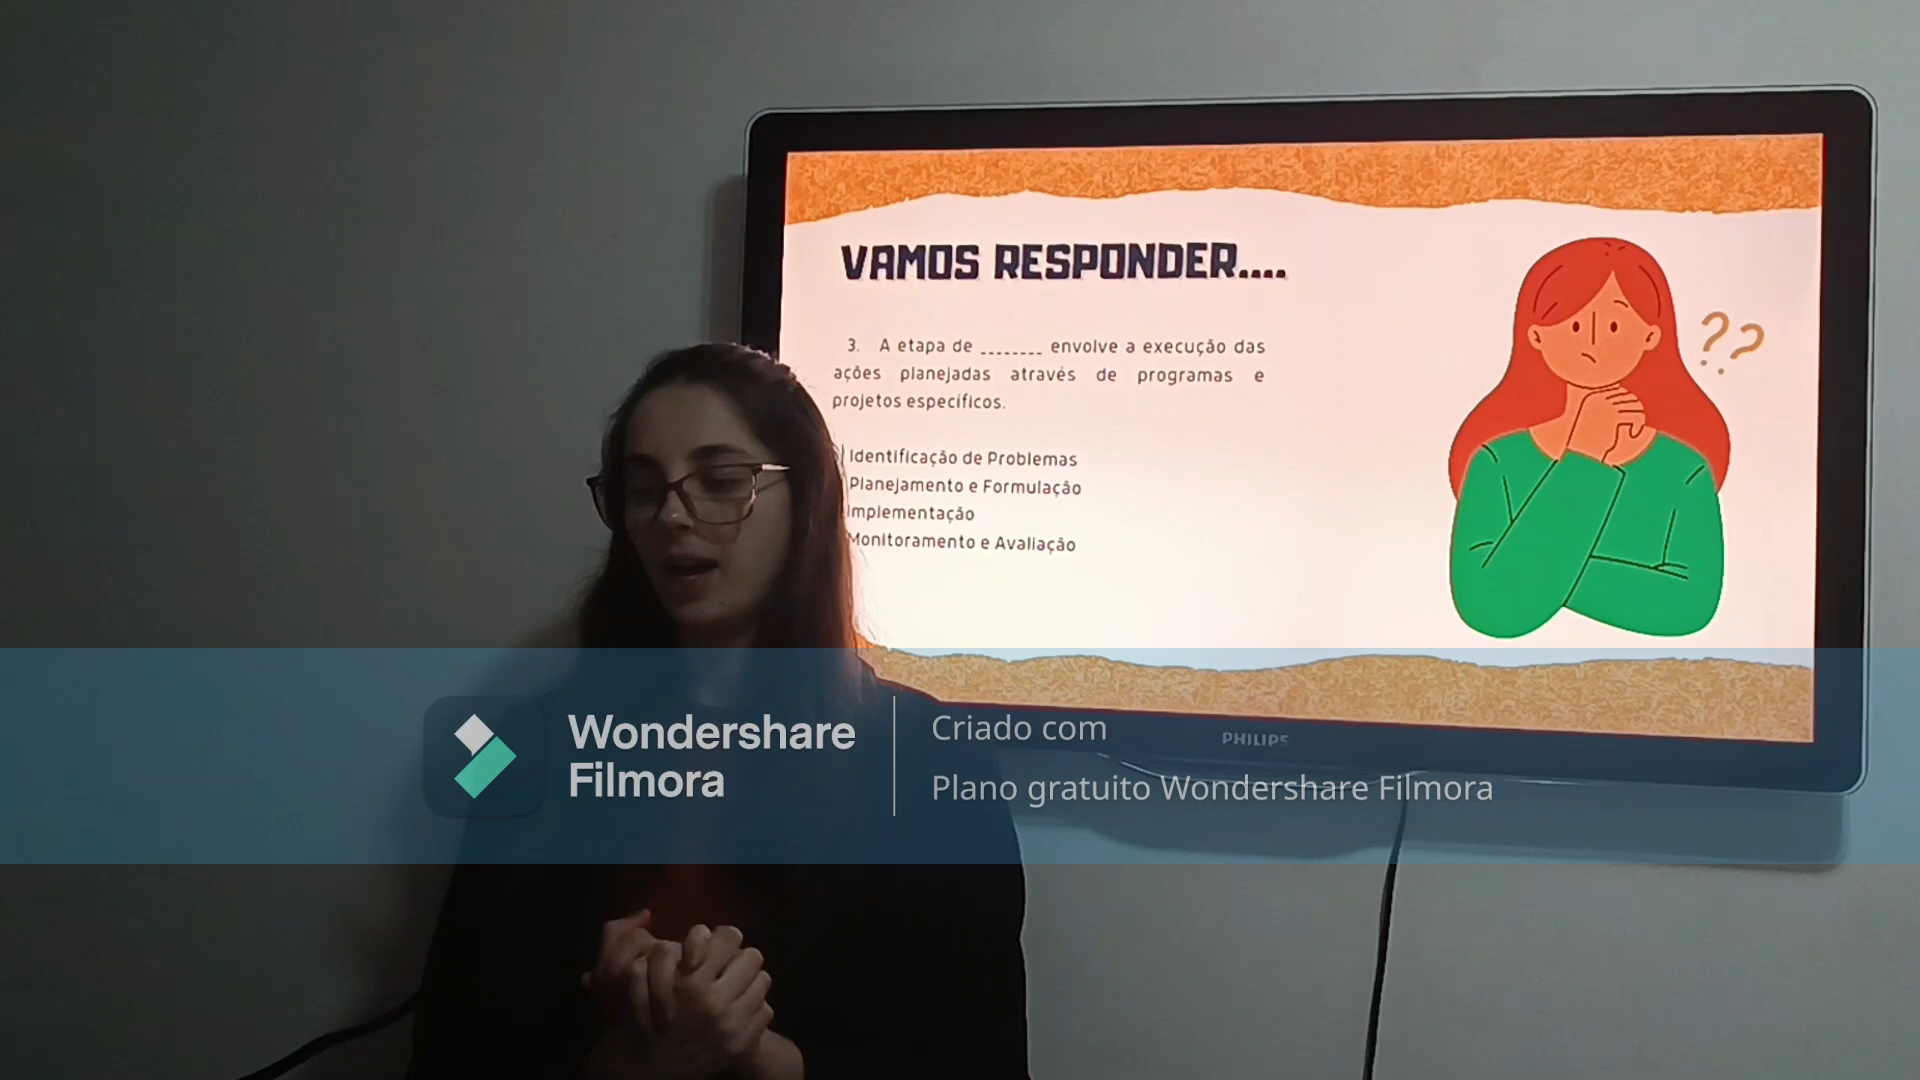 VAMOS RESPONDER....
3. A etapa de ________ envolve a execução das
ações planejadas através de programas e
projetos específicos.
Identificação de Problemas
Planejamento e Formulação
Implementação
Monitoramento e Avaliação
??
Wondershare
Filmora
Criado com
Plano gratuito Wondershare Filmora
PHILIPS